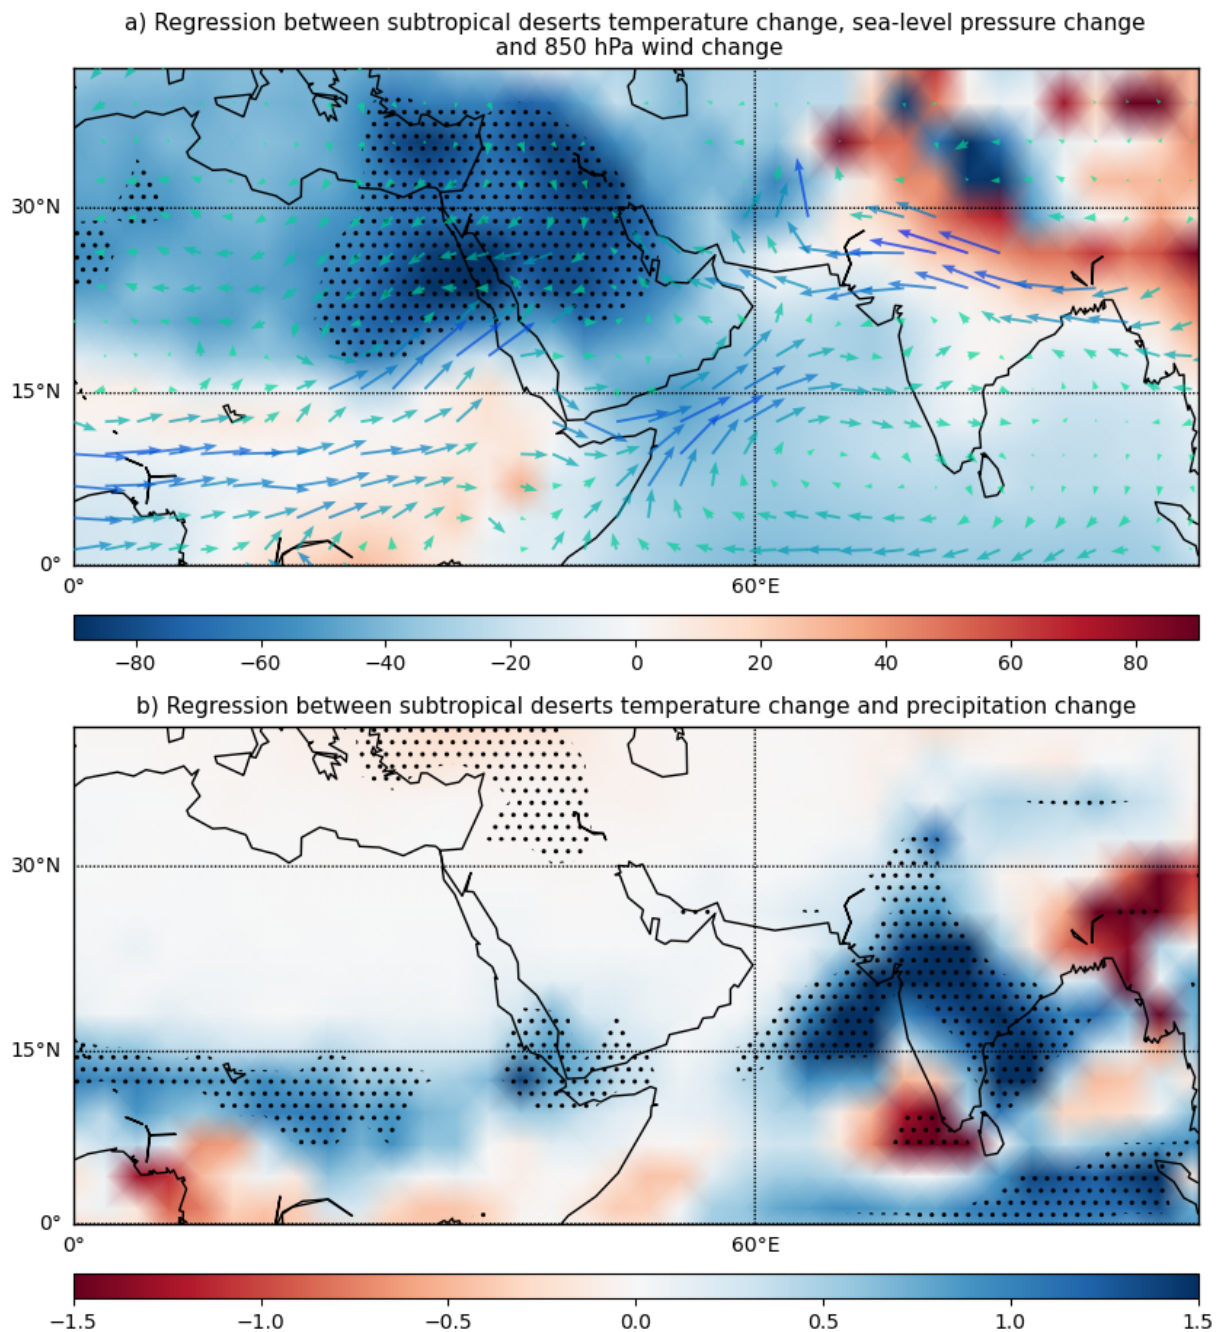 a) Regression between subtropical deserts temperature change, sea-level pressure change
and 850 hPa wind change
30°N
15°N
0°
0°
60°E
−80
−60
−40
−20
0
20
40
60
80
b) Regression between subtropical deserts temperature change and precipitation change
30°N
15°N
0°
0°
60°E
−1.5
−1.0
−0.5
0.0
0.5
1.0
1.5